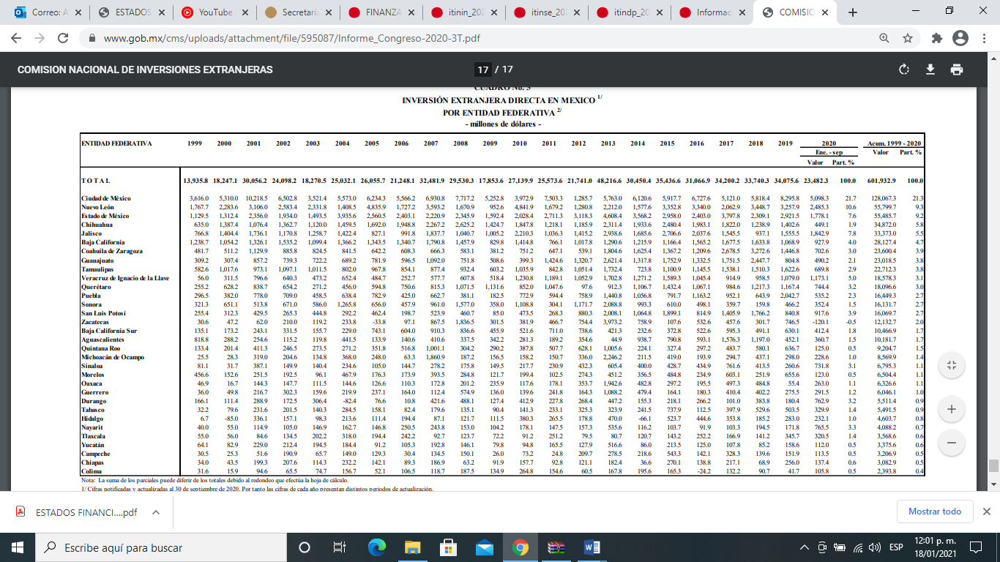 Correo: A
ESTADOS
YouTube
Secretarí
FINANZA
itinin_202
itinse_20
itindp_20
Informac
COMISIO
www.gob.mx/cms/uploads/attachment/file/595087/Informe_Congreso-2020-3T.pdf
COMISION NACIONAL DE INVERSIONES EXTRANJERAS
17 / 17
CUADRO No. 3
INVERSIÓN EXTRANJERA DIRECTA EN MEXICO 1/
POR ENTIDAD FEDERATIVA 2/
- millones de dólares -
ENTIDAD FEDERATIVA 1999 2000 2001 2002 2003 2004 2005 2006 2007 2008 2009 2010 2011 2012 2013 2014 2015 2016 2017 2018 2019 2020 Acum. 1999 - 2020
Ene. - sep Valor Part. %
Valor Part. %
T O T A L 13,935.8 18,247.1 30,056.2 24,098.2 18,270.5 25,032.1 26,055.7 21,248.1 32,481.9 29,530.3 17,853.6 27,139.9 25,573.6 21,741.0 48,216.6 30,450.4 35,436.6 31,066.9 34,200.2 33,740.3 34,075.6 23,482.3 100.0 601,932.9 100.0
Ciudad de México 3,616.0 5,310.0 10,218.5 6,502.8 3,521.4 5,573.0 6,234.3 5,566.2 6,930.8 7,717.2 5,252.8 3,972.9 7,503.3 1,285.7 5,763.0 6,120.6 5,917.7 6,727.6 5,121.0 5,818.4 8,295.8 5,098.3 21.7 128,067.3 21.3
Nuevo León 1,767.7 2,283.6 3,106.0 2,583.4 2,331.8 1,408.5 4,835.9 1,727.2 3,593.2 1,670.9 952.6 4,841.9 1,679.2 1,280.8 2,212.0 1,577.6 3,352.8 3,340.0 2,062.9 3,448.7 3,257.9 2,485.3 10.6 55,799.7 9.3
Estado de México 1,129.5 1,312.4 2,356.0 1,934.0 1,493.5 3,935.6 2,560.5 2,403.1 2,220.9 2,345.9 1,592.4 2,028.4 2,711.3 3,118.3 4,608.4 3,568.2 2,958.0 2,403.0 3,797.8 2,309.1 2,921.5 1,778.1 7.6 55,485.7 9.2
Chihuahua 635.0 1,387.4 1,076.4 1,362.7 1,120.0 1,459.5 1,692.0 1,948.8 2,267.2 2,625.2 1,424.7 1,847.8 1,218.1 1,185.9 2,311.4 1,933.6 2,480.4 1,983.1 1,822.0 1,238.9 1,402.6 449.1 1.9 34,872.0 5.8
Jalisco 766.8 1,404.4 1,736.1 1,170.8 1,258.7 1,422.4 827.1 991.8 1,837.7 1,040.7 1,005.2 2,210.3 1,036.3 1,415.2 2,938.6 1,685.6 2,706.6 2,037.6 1,545.5 937.1 1,555.5 1,842.9 7.8 33,373.0 5.5
Baja California 1,238.7 1,054.2 1,326.1 1,535.2 1,099.4 1,366.2 1,343.5 1,340.7 1,790.8 1,457.9 829.8 1,414.8 766.1 1,017.8 1,290.6 1,215.9 1,166.4 1,565.2 1,677.5 1,633.8 1,068.9 927.9 4.0 28,127.4 4.7
Coahuila de Zaragoza 481.7 511.2 1,129.9 885.8 824.5 841.5 642.2 608.3 666.3 583.1 381.2 751.2 647.1 539.1 1,804.6 1,625.4 1,367.2 1,209.6 2,678.5 3,272.6 1,446.8 702.6 3.0 23,600.4 3.9
Guanajuato 309.2 307.4 857.2 739.3 722.2 689.2 781.9 596.5 1,092.0 751.8 508.6 399.3 1,424.6 1,320.7 2,621.4 1,317.8 1,752.9 1,332.5 1,751.5 2,447.7 804.8 490.2 2.1 23,018.5 3.8
Tamaulipas 582.6 1,017.6 973.1 1,097.1 1,011.5 802.0 967.8 854.1 877.4 932.4 603.2 1,035.9 842.8 1,051.4 1,732.4 723.8 1,100.9 1,145.5 1,538.1 1,510.3 1,622.6 689.8 2.9 22,712.3 3.8
Veracruz de Ignacio de la Llave 56.0 311.5 796.6 640.3 473.2 652.4 484.7 252.7 577.7 607.8 518.4 1,230.8 1,189.1 1,052.9 1,702.8 1,271.2 1,589.3 1,045.4 914.9 958.5 1,079.0 1,173.1 5.0 18,578.3 3.1
Querétaro 255.2 628.2 838.7 654.2 271.2 456.0 594.8 750.6 815.3 1,071.5 1,131.6 852.0 1,047.6 97.6 912.3 1,106.7 1,432.4 1,067.1 984.6 1,217.3 1,167.4 744.4 3.2 18,096.6 3.0
Puebla 296.5 382.0 778.0 709.8 458.5 638.4 782.9 425.0 662.7 381.1 182.5 772.9 594.4 758.9 1,440.8 1,056.8 791.7 1,163.2 952.1 963.9 2,042.7 535.2 2.3 16,449.3 2.7
Sonora 321.3 651.1 513.8 671.0 586.0 1,265.8 656.0 457.9 961.0 1,577.0 358.0 1,108.8 304.1 1,171.7 2,088.8 993.3 610.0 498.1 359.7 159.8 466.2 352.4 1.5 16,131.7 2.7
San Luis Potosí 255.4 312.3 429.5 265.3 444.8 292.2 462.4 198.7 523.9 460.7 85.0 473.5 268.3 880.3 2,008.1 1,064.8 1,899.1 814.9 1,405.9 1,766.2 840.8 917.6 3.9 16,069.7 2.7
Zacatecas 30.6 47.2 62.0 210.0 119.2 233.8 -33.8 97.1 867.5 1,836.5 301.5 381.9 466.7 754.4 3,973.2 758.9 107.6 532.6 457.6 301.7 746.5 -120.1 -0.5 12,132.7 2.0
Baja California Sur 135.1 173.2 243.1 331.5 155.7 229.0 743.1 604.0 910.3 836.6 455.9 521.6 711.0 738.6 421.3 232.6 372.8 522.6 595.3 491.1 630.1 412.4 1.8 10,466.9 1.7
Aguascalientes 818.8 288.2 254.6 115.2 119.8 441.5 133.9 140.6 410.6 337.5 342.2 281.3 189.2 354.6 44.9 938.7 790.8 593.1 1,576.3 1,197.0 452.1 360.7 1.5 10,181.7 1.7
Quintana Roo 133.4 201.4 411.3 246.5 273.5 271.2 351.8 516.8 1,001.1 304.2 290.2 387.8 507.7 628.1 1,005.6 224.1 327.4 297.2 483.7 580.1 636.7 125.0 0.5 9,204.7 1.5
Michoacán de Ocampo 25.5 28.3 319.0 204.6 134.8 368.0 248.0 63.3 1,860.9 187.2 156.5 158.2 150.7 336.0 2,246.2 211.5 419.0 193.9 294.7 437.1 298.0 228.6 1.0 8,569.9 1.4
Sinaloa 81.1 31.7 387.1 149.9 140.4 234.6 105.0 144.7 278.2 175.8 149.5 217.7 230.9 432.3 605.4 400.0 428.7 434.9 761.6 413.5 260.6 731.8 3.1 6,795.3 1.1
Morelos 456.6 152.6 251.5 192.5 96.1 467.9 176.3 173.9 393.5 284.8 121.7 199.4 102.5 274.3 451.2 356.5 484.8 234.9 603.1 251.9 655.6 123.0 0.5 6,504.4 1.1
Oaxaca 46.9 16.7 144.3 147.7 111.5 144.6 126.6 110.3 172.8 201.2 235.9 117.6 178.1 353.7 1,942.6 482.8 297.2 195.5 497.3 484.8 55.4 263.0 1.1 6,326.6 1.1
Guerrero 36.0 49.8 216.7 302.3 159.6 219.9 237.1 164.0 112.4 574.9 136.0 139.6 241.8 164.3 1,088.2 479.4 164.1 180.3 410.4 402.2 275.5 291.5 1.2 6,046.1 1.0
Durango 166.1 111.4 288.9 172.5 306.4 -82.4 76.6 10.8 421.6 488.1 127.4 412.9 227.8 268.4 447.2 155.3 218.1 266.2 101.0 383.8 180.4 762.9 3.2 5,511.4 0.9
Tabasco 32.2 79.6 231.6 201.5 140.3 284.5 158.1 82.4 179.6 135.1 90.4 141.3 233.1 325.3 323.9 241.5 737.9 112.5 397.9 529.6 503.5 329.9 1.4 5,491.5 0.9
Hidalgo 6.7 -85.0 336.1 157.1 98.3 213.6 111.4 194.4 87.1 121.7 111.5 380.3 265.5 178.8 470.0 -66.1 523.7 444.6 353.8 185.2 283.0 232.1 1.0 4,603.7 0.8
Nayarit 40.0 55.0 114.9 105.0 146.9 162.7 146.8 250.5 243.8 153.0 104.2 178.1 147.5 157.3 535.6 116.2 103.7 91.9 103.3 194.5 171.8 765.5 3.3 4,088.2 0.7
Tlaxcala 55.0 56.0 84.6 134.5 202.2 318.0 194.4 242.2 92.7 123.7 72.2 91.2 251.2 79.5 80.7 120.7 143.2 252.2 166.9 141.2 345.7 320.5 1.4 3,568.6 0.6
Yucatán 64.1 82.9 229.0 212.4 194.5 184.4 91.2 105.3 192.8 146.1 79.8 94.8 165.5 127.9 516.6 86.0 213.5 125.0 107.8 85.2 158.6 112.0 0.5 3,375.6 0.6
Campeche 30.5 25.3 51.6 190.9 65.7 149.0 129.3 30.4 134.5 150.1 26.0 73.2 24.8 209.7 278.5 218.6 543.3 142.1 328.3 139.6 151.9 113.5 0.5 3,206.9 0.5
Chiapas 34.0 43.5 199.3 207.6 114.3 232.2 142.1 89.3 186.9 63.2 91.9 157.7 92.8 121.1 182.4 36.6 270.1 138.8 217.1 68.9 256.0 137.4 0.6 3,082.9 0.5
Colima 31.6 15.9 94.6 65.5 74.7 156.7 52.1 106.5 118.7 187.5 134.9 264.8 154.6 60.5 167.8 195.6 165.3 -24.2 132.2 90.7 41.7 105.8 0.5 2,393.8 0.4
Nota: La suma de los parciales puede diferir de los totales debido al redondeo que efectúa la hoja de cálculo.
1/ Cifras notificadas y actualizadas al 30 de septiembre de 2020. Por tanto las cifras de cada año presentan distintos periodos de actualización.
ESTADOS FINANCI....pdf
Mostrar todo
Escribe aquí para buscar
ESP
12:01 p. m.
18/01/2021